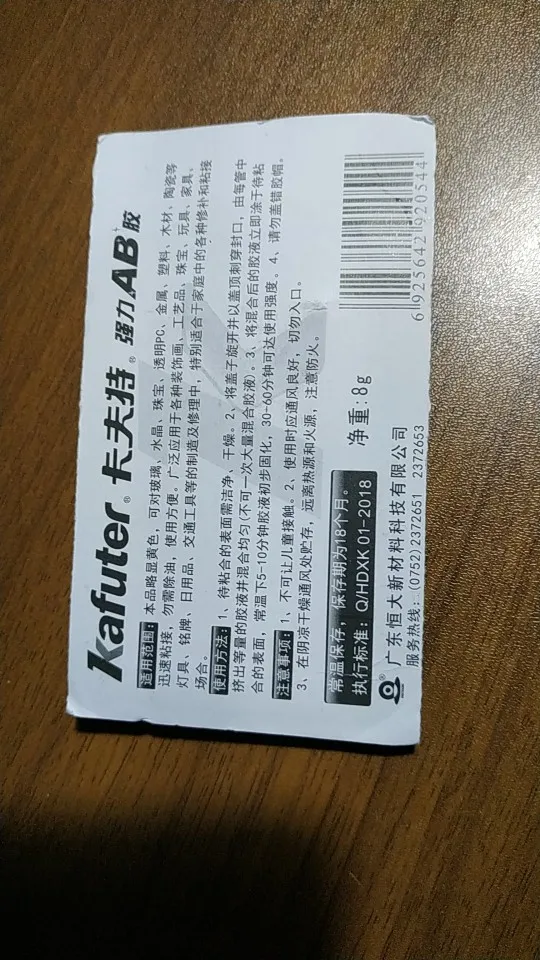 Kafuter® 卡夫特® 强力AB胶
适用范围：本品略显黄色，可对玻璃、水晶、珠宝、透明PC、金属、塑料、木材、陶瓷等
迅速粘接，勿需除油，使用方便。广泛应用于各种装饰画、工艺品、珠宝、玩具、家具、
灯具、铭牌、日用品、交通工具等的制造及修理中，特别适合于家庭中的各种修补和粘接
场合。
使用方法：1、待粘合的表面需洁净、干燥。2、将盖子旋开并以盖顶刺穿封口，由每管中
挤出等量的胶液并混合均匀(不可一次大量混合胶液)。3、将混合后的胶液立即涂于待粘
合的表面，常温下5-10分钟胶液初步固化，30-60分钟可达使用强度。4、请勿盖错胶帽。
注意事项：1、不可让儿童接触。2、使用时应通风良好，切勿入口。
3、在阴凉干燥通风处贮存，远离热源和火源，注意防火。
常温保存，保存期为18个月。
执行标准：Q/HDXK 01-2018
净重：8g
6925642920544
广东恒大新材料科技有限公司
服务热线：(0752)2372651 2372653